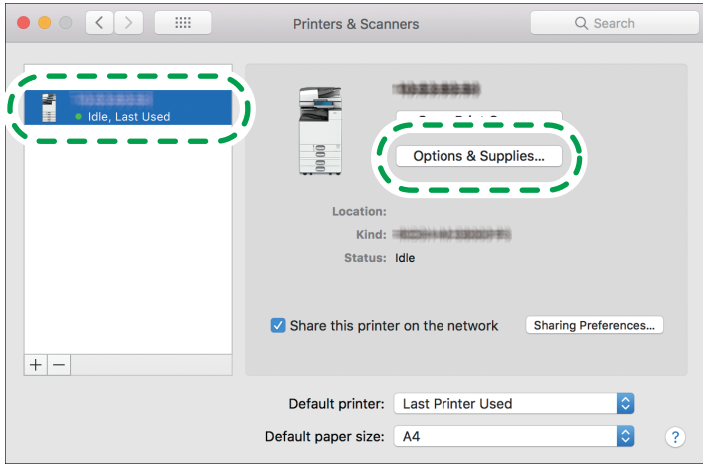 Printers & Scanners
Search
Idle, Last Used
Options & Supplies...
Location:
Kind:
Status: Idle
Share this printer on the network
Sharing Preferences...
+ −
Default printer: Last Printer Used
Default paper size: A4
?